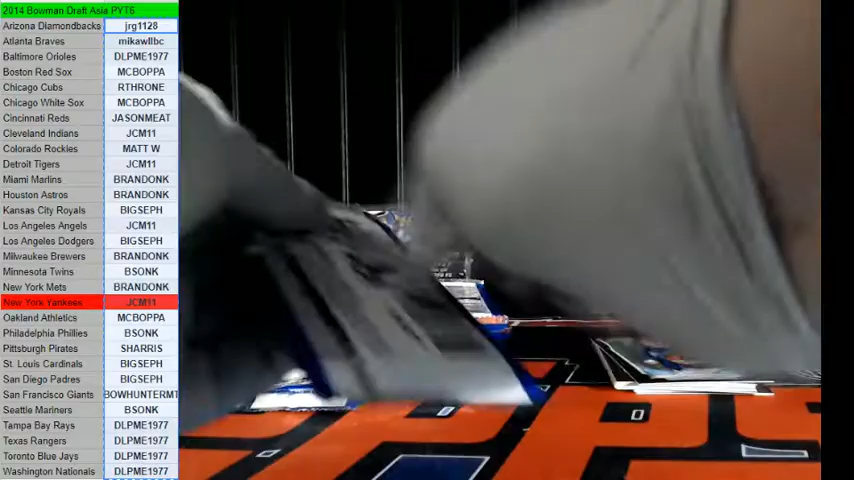 2014 Bowman Draft Asia PYT5
Arizona Diamondbacks jrg1128
Atlanta Braves mikawllbc
Baltimore Orioles DLPME1977
Boston Red Sox MCBOPPA
Chicago Cubs RTHRONE
Chicago White Sox MCBOPPA
Cincinnati Reds JASONMEAT
Cleveland Indians JCM11
Colorado Rockies MATT W
Detroit Tigers JCM11
Miami Marlins BRANDONK
Houston Astros BRANDONK
Kansas City Royals BIGSEPH
Los Angeles Angels JCM11
Los Angeles Dodgers BIGSEPH
Milwaukee Brewers BRANDONK
Minnesota Twins BSONK
New York Mets BRANDONK
New York Yankees JCM11
Oakland Athletics MCBOPPA
Philadelphia Phillies BSONK
Pittsburgh Pirates SHARRIS
St. Louis Cardinals BIGSEPH
San Diego Padres BIGSEPH
San Francisco Giants BOWHUNTERMT
Seattle Mariners BSONK
Tampa Bay Rays DLPME1977
Texas Rangers DLPME1977
Toronto Blue Jays DLPME1977
Washington Nationals DLPME1977